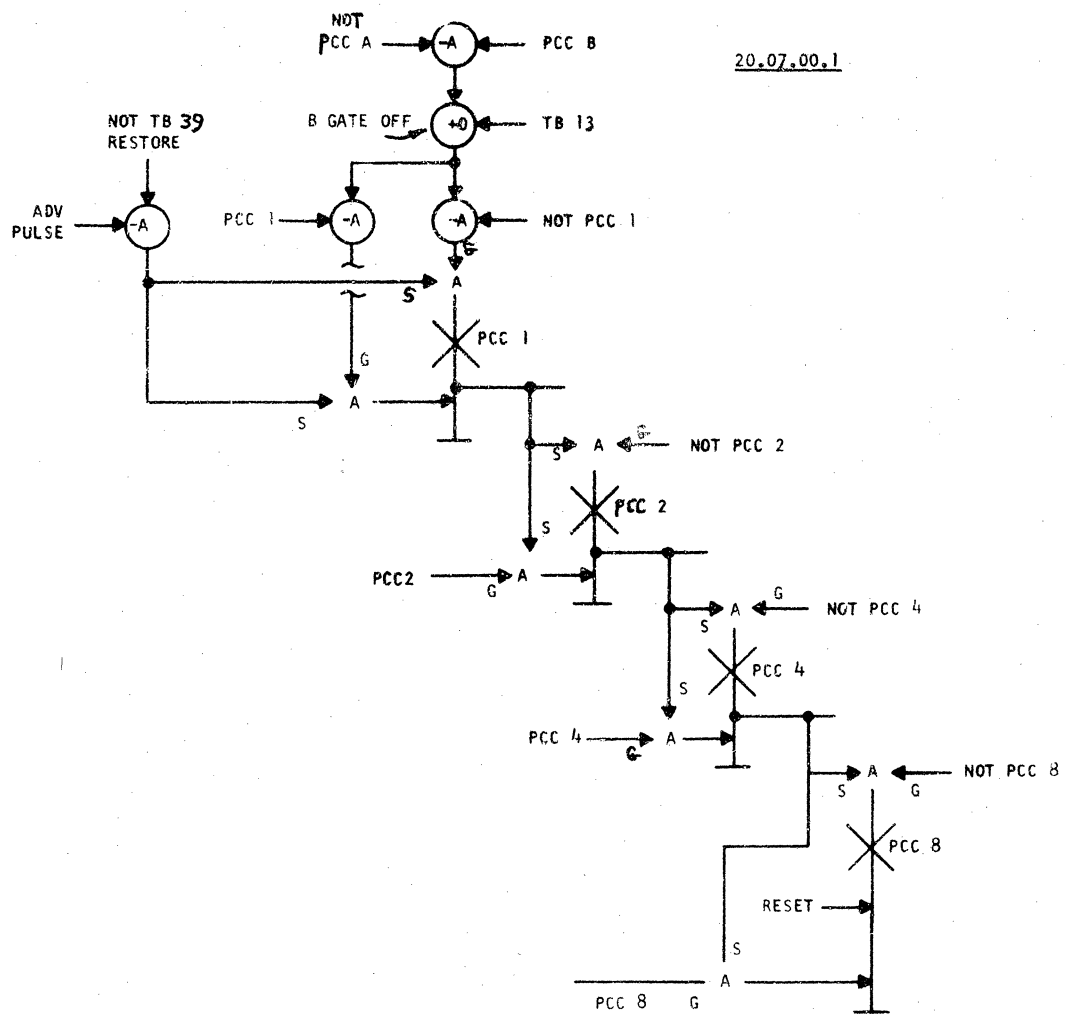 NOT
PCC A
-A
PCC B
20.07.00.1
NOT TB 39
RESTORE
B GATE OFF
+O
TB 13
ADV
PULSE
-A
PCC 1
-A
-A
NOT PCC 1
G
S
A
PCC 1
G
S
A
S
A
G
NOT PCC 2
PCC 2
S
PCC2
G
A
S
A
G
NOT PCC 4
PCC 4
S
PCC 4
G
A
S
A
G
NOT PCC 8
PCC 8
RESET
S
PCC 8 G
A